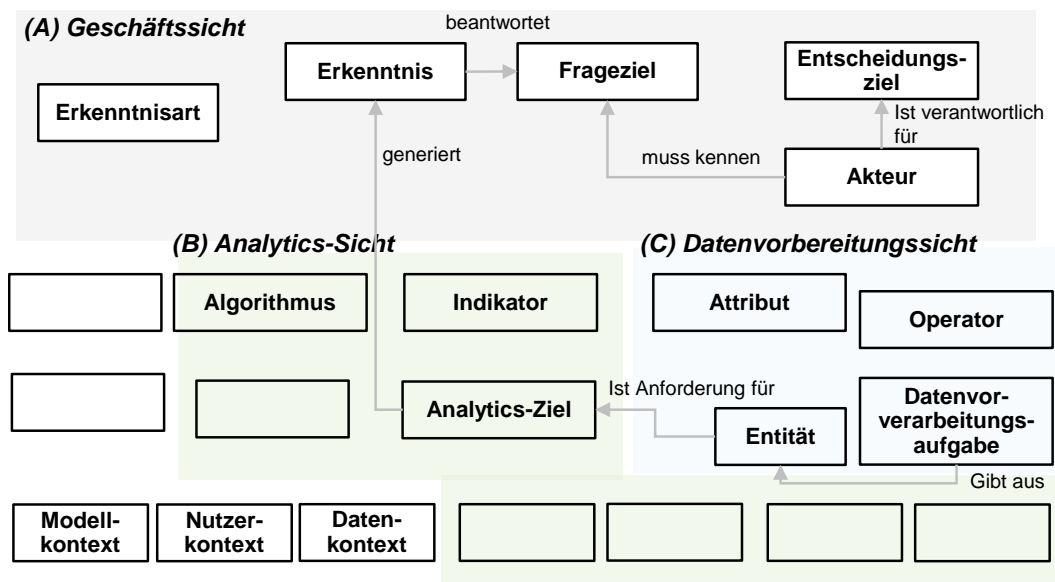 (A) Geschäftssicht
beantwortet
Erkenntnis
Frageziel
Entscheidungs-
ziel
Erkenntnisart
Ist verantwortlich
für
generiert
muss kennen
Akteur
(B) Analytics-Sicht
(C) Datenvorbereitungssicht
Algorithmus
Indikator
Attribut
Operator
Analytics-Ziel
Ist Anforderung für
Entität
Datenvor-
verarbeitungs-
aufgabe
Gibt aus
Modell-
kontext
Nutzer-
kontext
Daten-
kontext